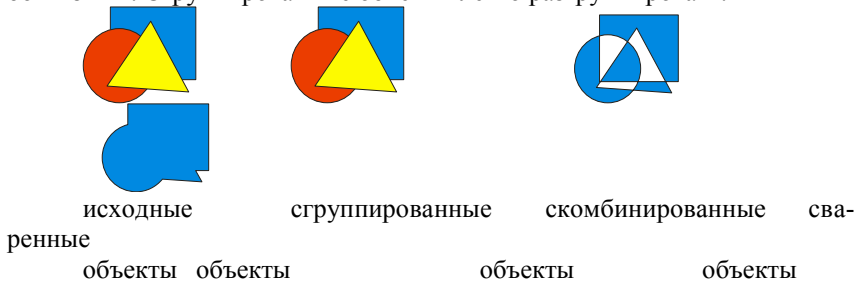 исходные сгруппированные скомбинированные сва-
ренные
объекты объекты объекты объекты